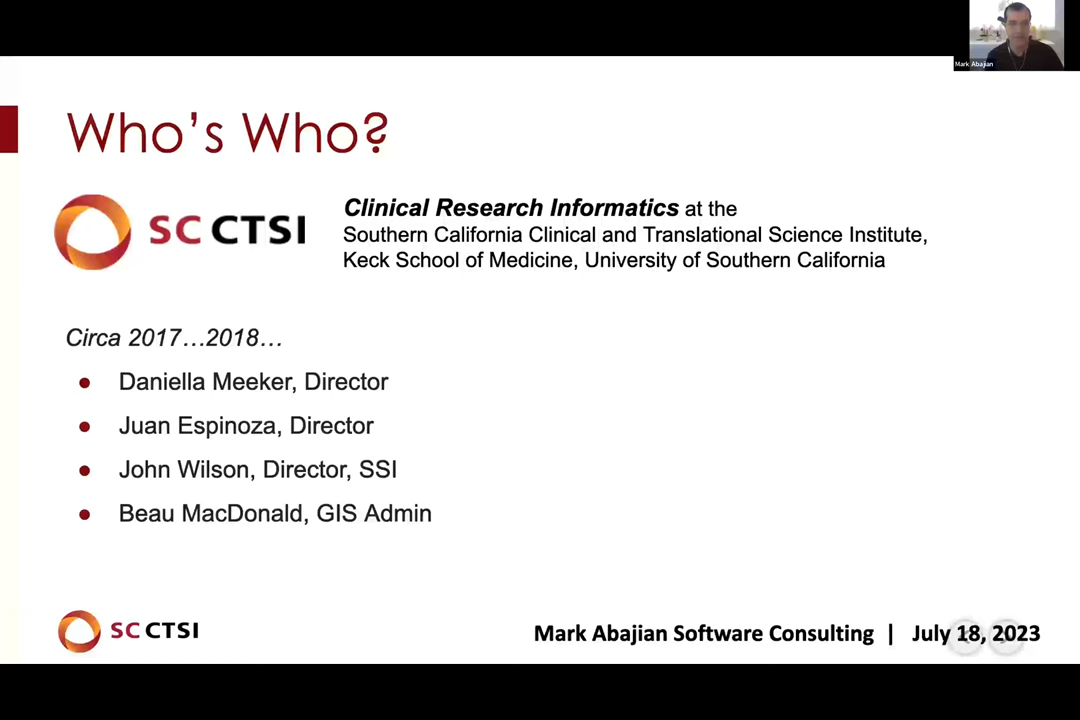 Mark Abajian
Who's Who?
SC CTSI
Clinical Research Informatics at the
Southern California Clinical and Translational Science Institute,
Keck School of Medicine, University of Southern California
Circa 2017…2018…
● Daniella Meeker, Director
● Juan Espinoza, Director
● John Wilson, Director, SSI
● Beau MacDonald, GIS Admin
SC CTSI
Mark Abajian Software Consulting | July 18, 2023